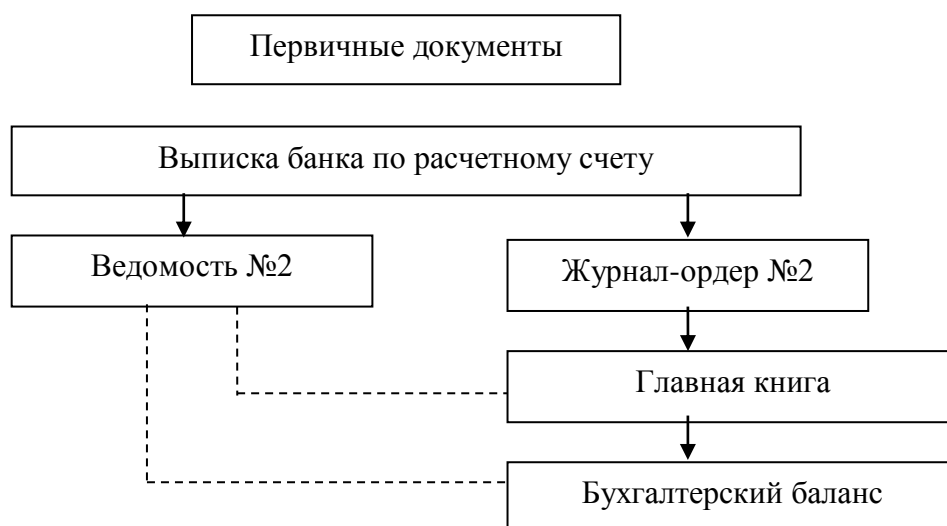 Первичные документы
Выписка банка по расчетному счету
Ведомость №2
Журнал-ордер №2
Главная книга
Бухгалтерский баланс